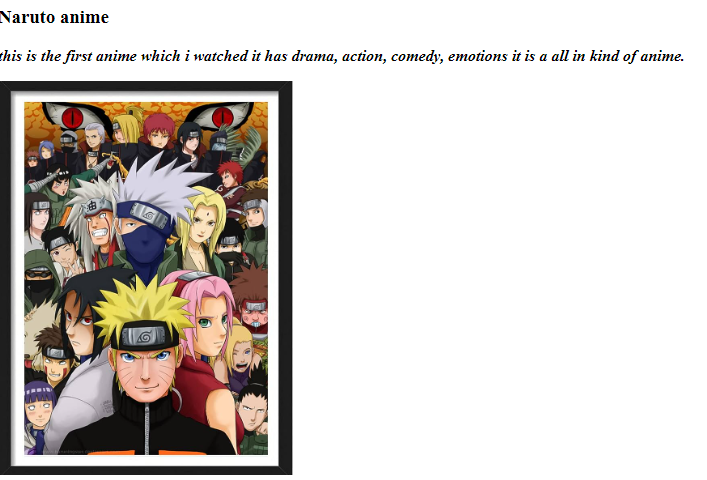 Naruto anime
this is the first anime which i watched it has drama, action, comedy, emotions it is a all in kind of anime.
由